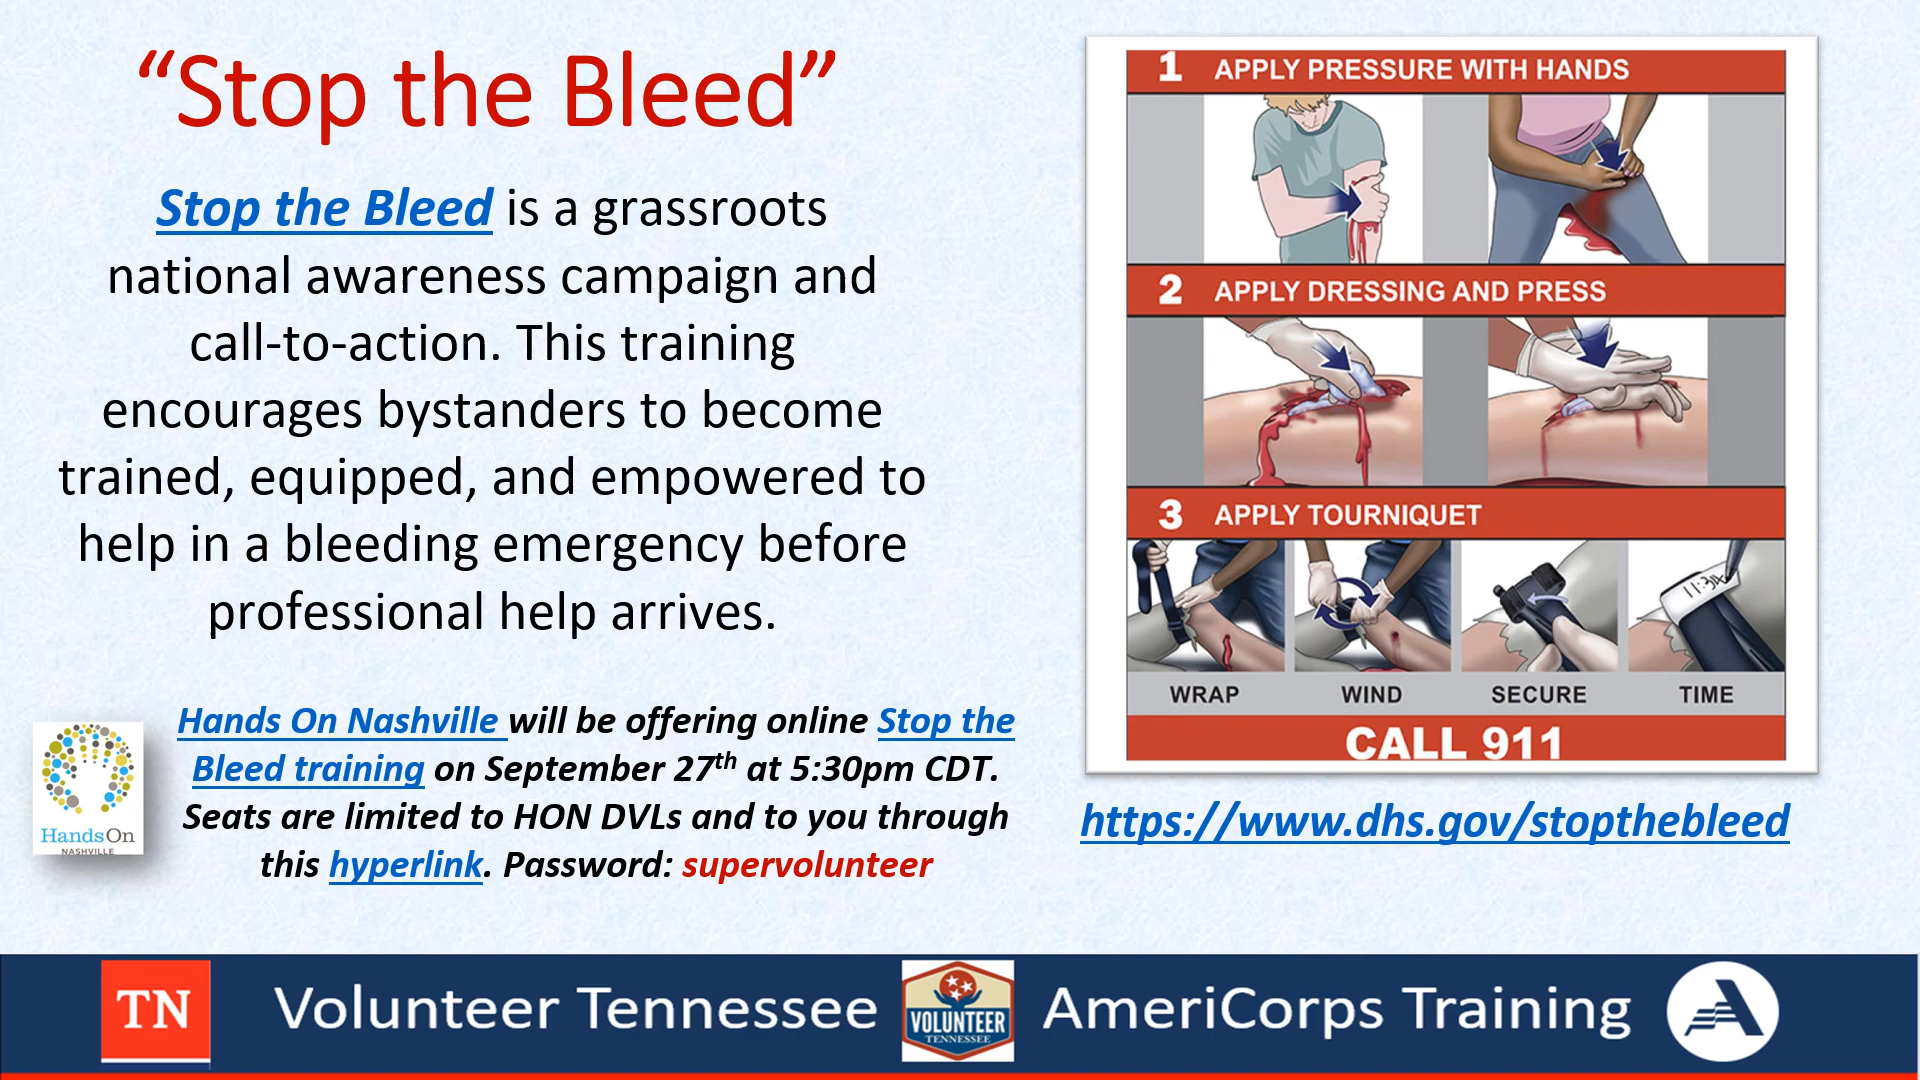 “Stop the Bleed”
Stop the Bleed is a grassroots
national awareness campaign and
call-to-action. This training
encourages bystanders to become
trained, equipped, and empowered to
help in a bleeding emergency before
professional help arrives.
Hands On Nashville will be offering online Stop the
Bleed training on September 27th at 5:30pm CDT.
Seats are limited to HON DVLs and to you through
this hyperlink. Password: supervolunteer
HandsOn
NASHVILLE
1 APPLY PRESSURE WITH HANDS
2 APPLY DRESSING AND PRESS
3 APPLY TOURNIQUET
11:34
WRAP WIND SECURE TIME
CALL 911
https://www.dhs.gov/stopthebleed
TN Volunteer Tennessee
VOLUNTEER
TENNESSEE
AmeriCorps Training